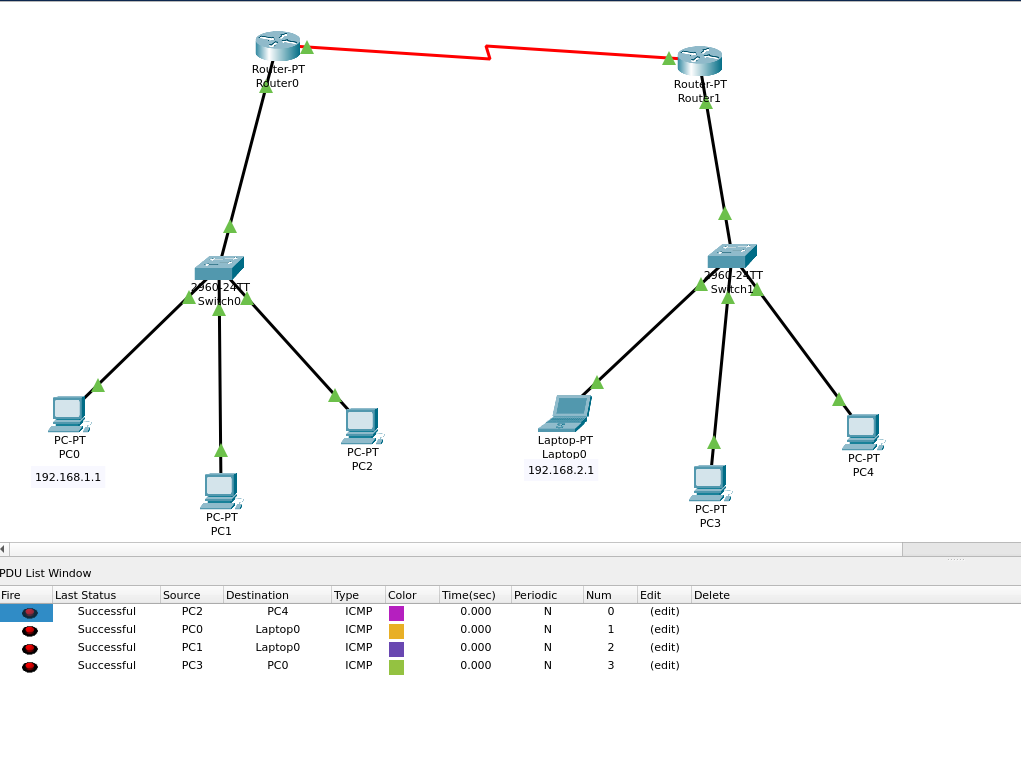 Router-PT
Router0
Router-PT
Router1
2960-24TT
Switch0
2960-24TT
Switch1
PC-PT
PC0
192.168.1.1
PC-PT
PC1
PC-PT
PC2
Laptop-PT
Laptop0
192.168.2.1
PC-PT
PC3
PC-PT
PC4
PDU List Window
Fire Last Status Source Destination Type Color Time(sec) Periodic Num Edit Delete
Successful PC2 PC4 ICMP 0.000 N 0 (edit)
Successful PC0 Laptop0 ICMP 0.000 N 1 (edit)
Successful PC1 Laptop0 ICMP 0.000 N 2 (edit)
Successful PC3 PC0 ICMP 0.000 N 3 (edit)